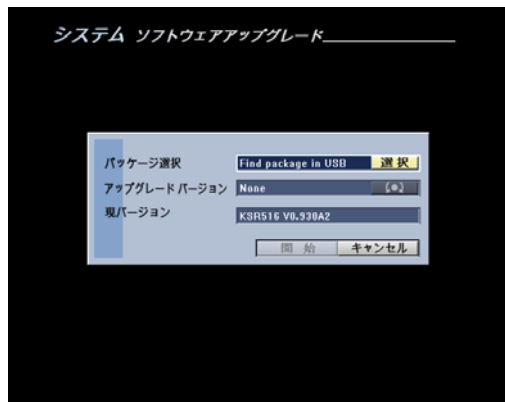 システム ソフトウェアアップグレード
パッケージ選択 Find package in USB 選択
アップグレード バージョン None [●]
現バージョン KSR516 V0.930A2
開始 キャンセル